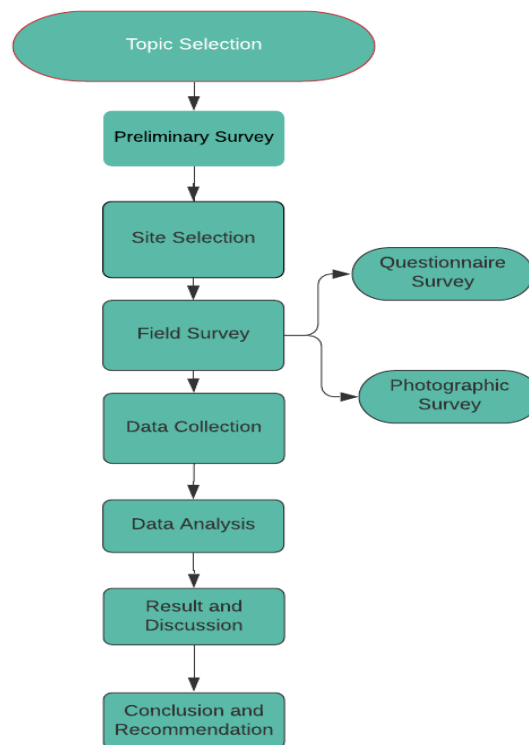 Topic Selection
Preliminary Survey
Site Selection
Field Survey
Questionnaire
Survey
Photographic
Survey
Data Collection
Data Analysis
Result and
Discussion
Conclusion and
Recommendation